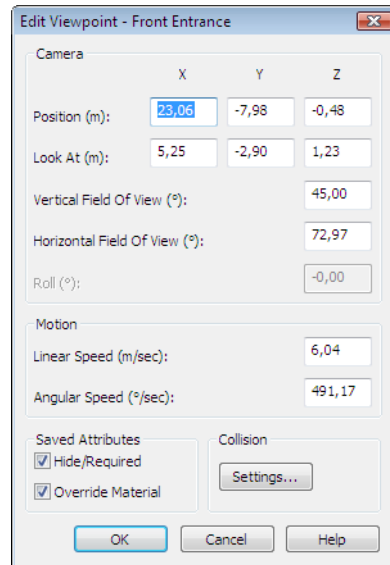 Edit Viewpoint - Front Entrance
Camera
X Y Z
Position (m): 23,06 -7,98 -0,48
Look At (m): 5,25 -2,90 1,23
Vertical Field Of View (°): 45,00
Horizontal Field Of View (°): 72,97
Roll (°): -0,00
Motion
Linear Speed (m/sec): 6,04
Angular Speed (°/sec): 491,17
Saved Attributes Collision
Hide/Required
Settings...
Override Material
OK Cancel Help